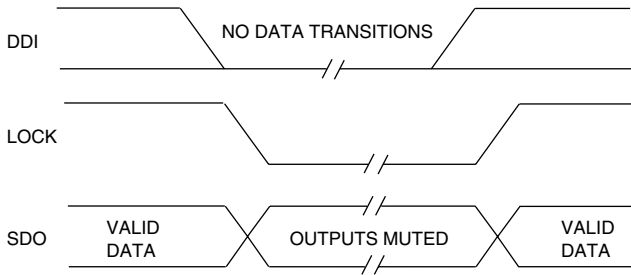 DDI
NO DATA TRANSITIONS
LOCK
SDO
VALID
DATA
OUTPUTS MUTED
VALID
DATA